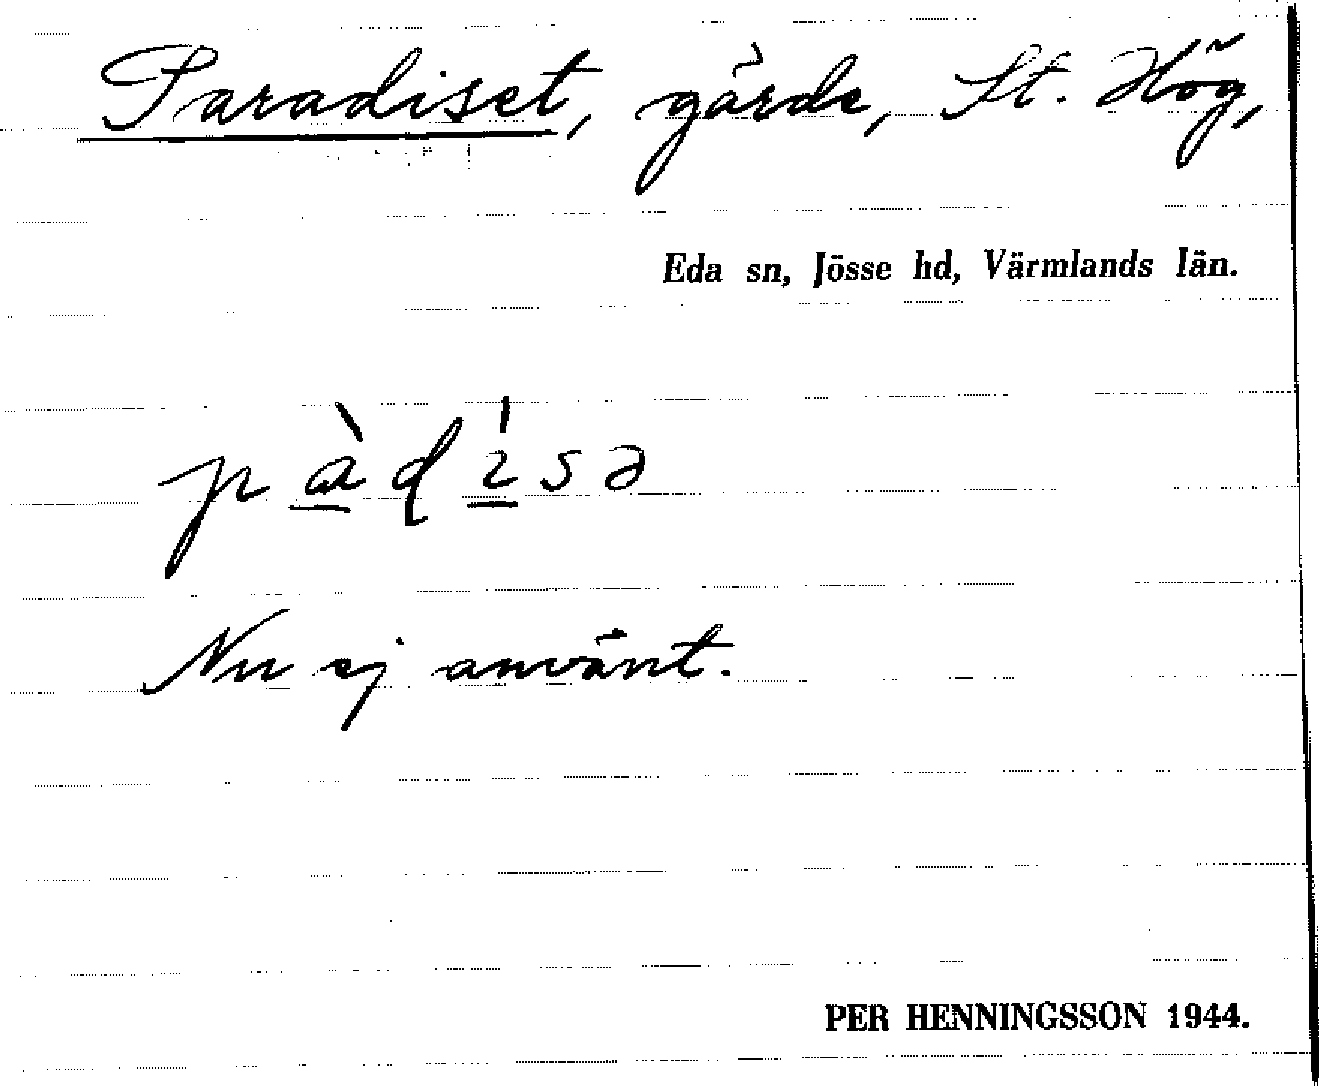 Paradiset, gärde, St. Hög,
Eda sn, Jösse hd, Värmlands län.
pàdísə
Nu ej använt.
PER HENNINGSSON 1944.